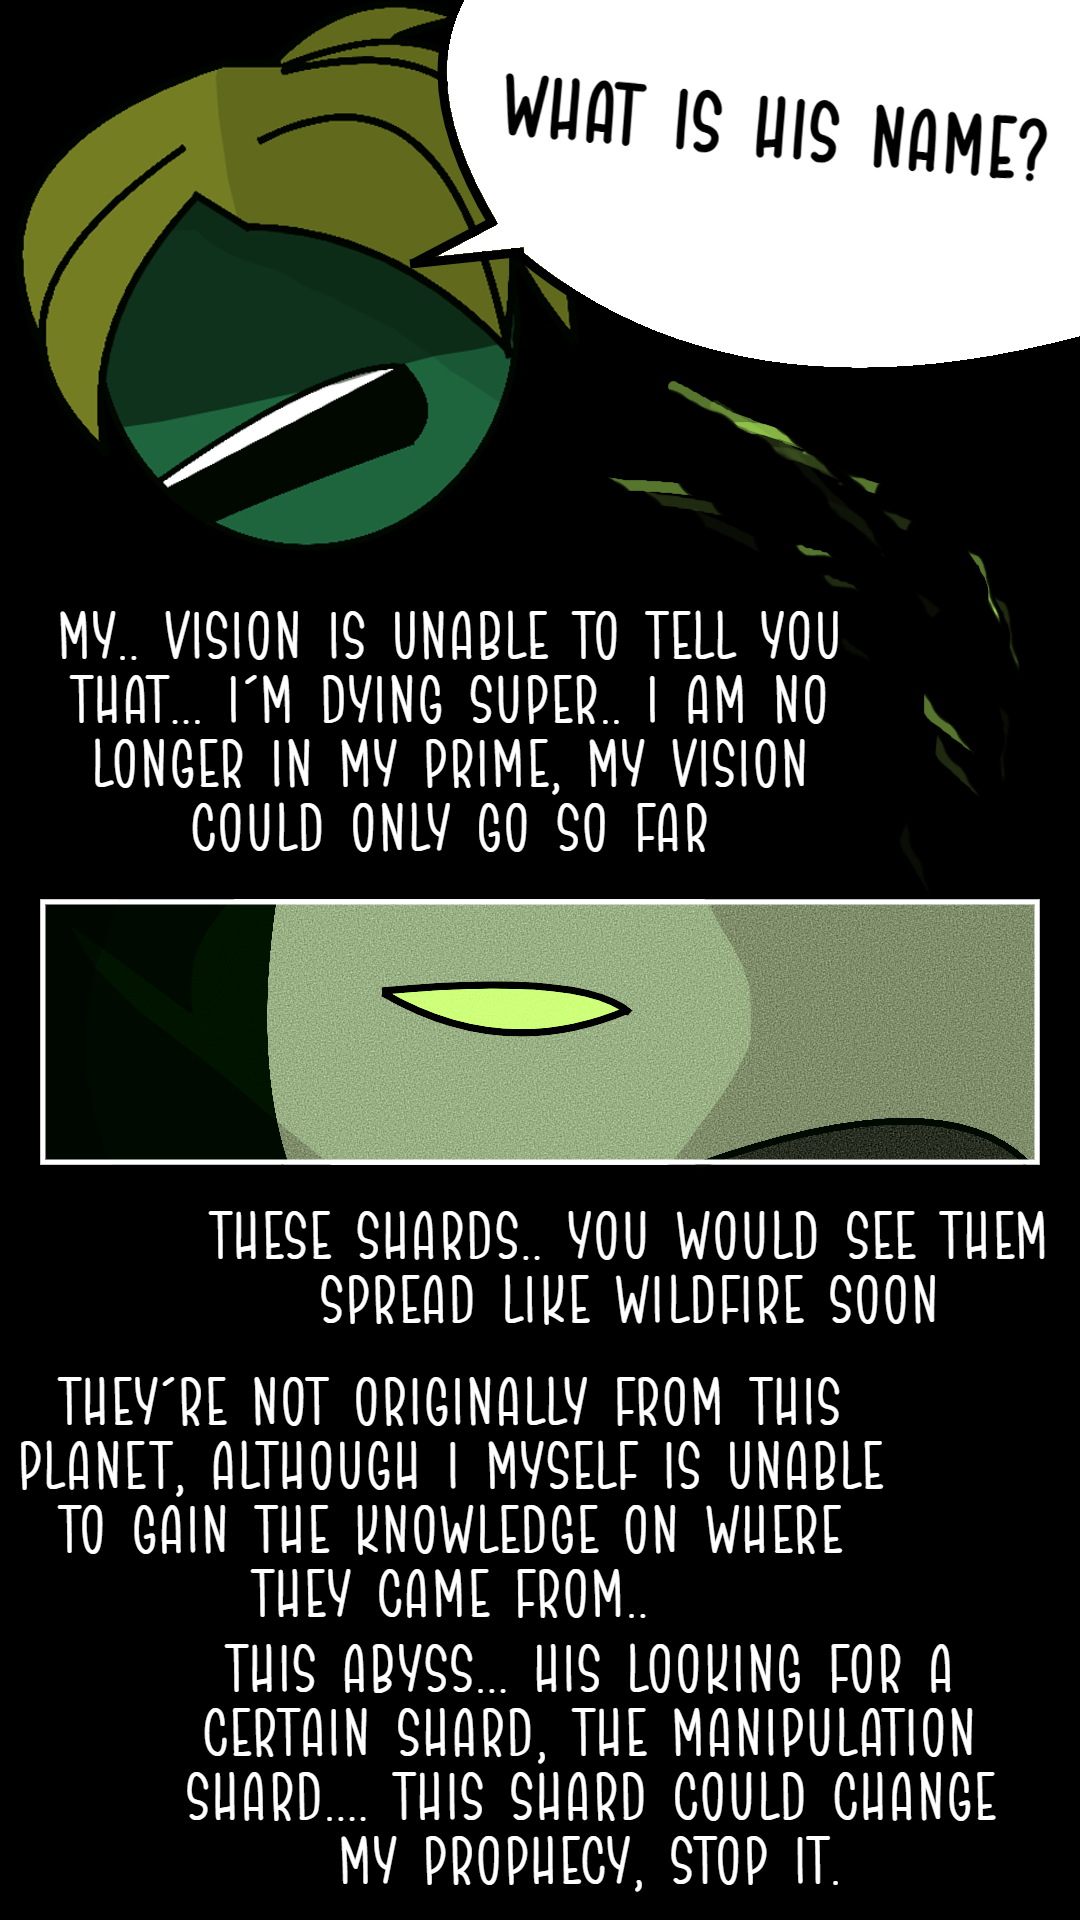 WHAT IS HIS NAME?
MY.. VISION IS UNABLE TO TELL YOU
THAT... I´M DYING SUPER.. I AM NO
LONGER IN MY PRIME, MY VISION
COULD ONLY GO SO FAR
THESE SHARDS.. YOU WOULD SEE THEM
SPREAD LIKE WILDFIRE SOON
THEY´RE NOT ORIGINALLY FROM THIS
PLANET, ALTHOUGH I MYSELF IS UNABLE
TO GAIN THE KNOWLEDGE ON WHERE
THEY CAME FROM..
THIS ABYSS... HIS LOOKING FOR A
CERTAIN SHARD, THE MANIPULATION
SHARD.... THIS SHARD COULD CHANGE
MY PROPHECY, STOP IT.